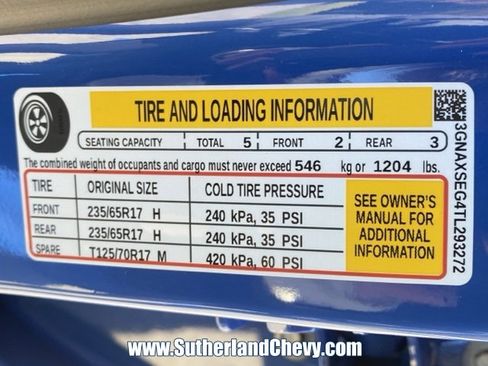 TIRE AND LOADING INFORMATION
SEATING CAPACITY TOTAL 5 FRONT 2 REAR 3
The combined weight of occupants and cargo must never exceed 546 kg or 1204 lbs.
TIRE ORIGINAL SIZE COLD TIRE PRESSURE
FRONT 235/65R17 H 240 kPa, 35 PSI
REAR 235/65R17 H 240 kPa, 35 PSI
SPARE T125/70R17 M 420 kPa, 60 PSI
SEE OWNER'S
MANUAL FOR
ADDITIONAL
INFORMATION
3GNAXSEG4TL293272
www.SutherlandChevy.com